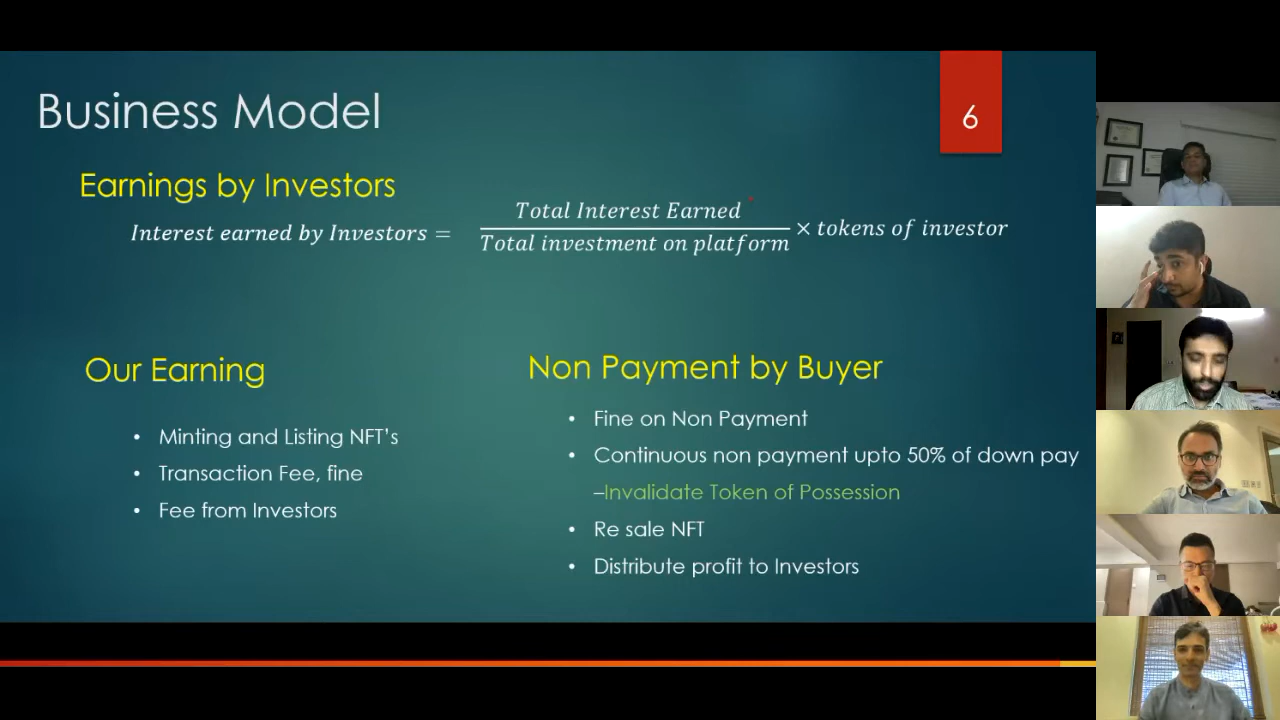 Business Model
6
Earnings by Investors
Interest earned by Investors = Total Interest Earned
Total investment on platform × tokens of investor
Our Earning
• Minting and Listing NFT's
• Transaction Fee, fine
• Fee from Investors
Non Payment by Buyer
• Fine on Non Payment
• Continuous non payment upto 50% of down pay
–Invalidate Token of Possession
• Re sale NFT
• Distribute profit to Investors